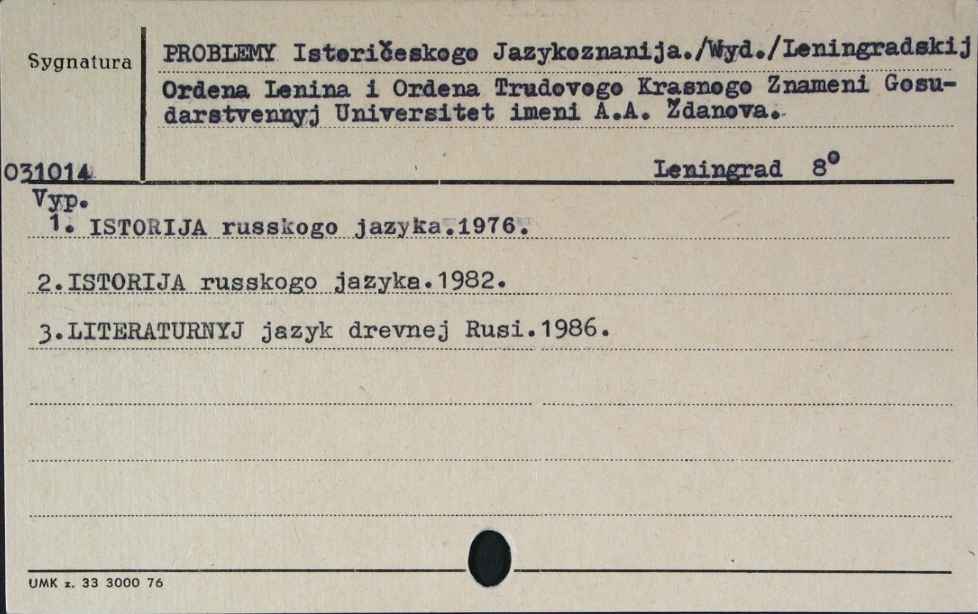 Sygnatura
PROBLEMY Istoričeskogo Jazykoznanija./Wyd./Leningradskij
Ordena Lenina i Ordena Trudovogo Krasnogo Znameni Gosu-
darstvennyj Universitet imeni A.A. Ždanova.
031014
Leningrad 8°
Vyp.
1. ISTORIJA russkogo jazyka.1976.
2.ISTORIJA russkogo jazyka.1982.
3.LITERATURNYJ jazyk drevnej Rusi.1986.
UMK z. 33 3000 76